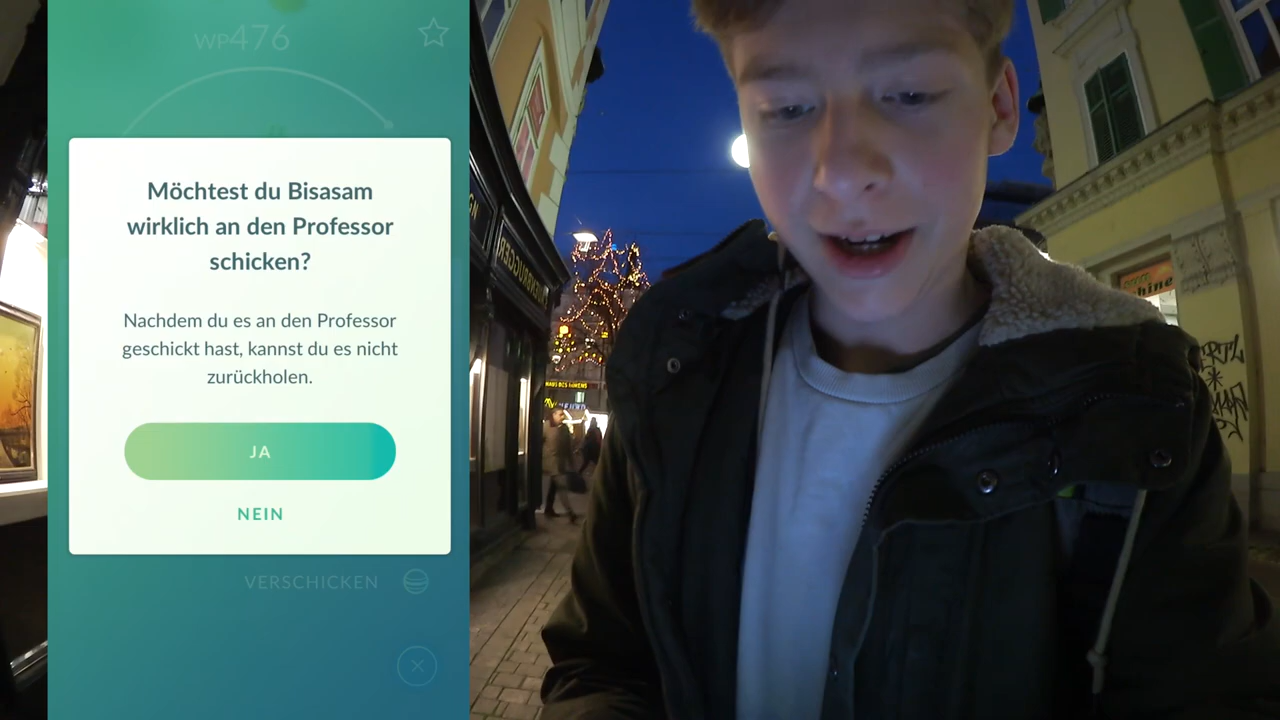 WP476
Möchtest du Bisasam
wirklich an den Professor
schicken?
Nachdem du es an den Professor
geschickt hast, kannst du es nicht
zurückholen.
JA
NEIN
VERSCHICKEN